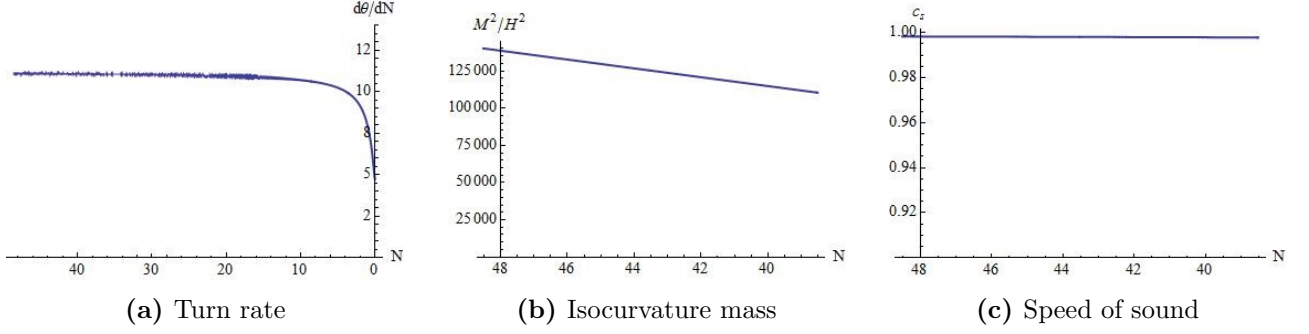 dθ/dN
12
10
8
5
2
40 30 20 10 0 N
(a) Turn rate
M²/H²
125 000
100 000
75 000
50 000
25 000
48 46 44 42 40 N
(b) Isocurvature mass
c_s
1.00
0.98
0.96
0.94
0.92
48 46 44 42 40 N
(c) Speed of sound